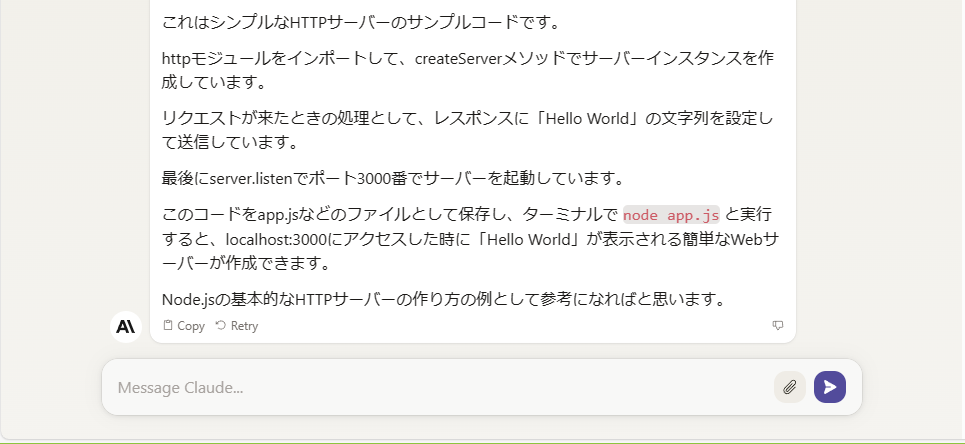 これはシンプルなHTTPサーバーのサンプルコードです。
httpモジュールをインポートして、createServerメソッドでサーバーインスタンスを作
成しています。
リクエストが来たときの処理として、レスポンスに「Hello World」の文字列を設定し
て送信しています。
最後にserver.listenでポート3000番でサーバーを起動しています。
このコードをapp.jsなどのファイルとして保存し、ターミナルで node app.js と実行
すると、localhost:3000にアクセスした時に「Hello World」が表示される簡単なWebサ
ーバーが作成できます。
Node.jsの基本的なHTTPサーバーの作り方の例として参考になればと思います。
A\ Copy Retry
Message Claude...